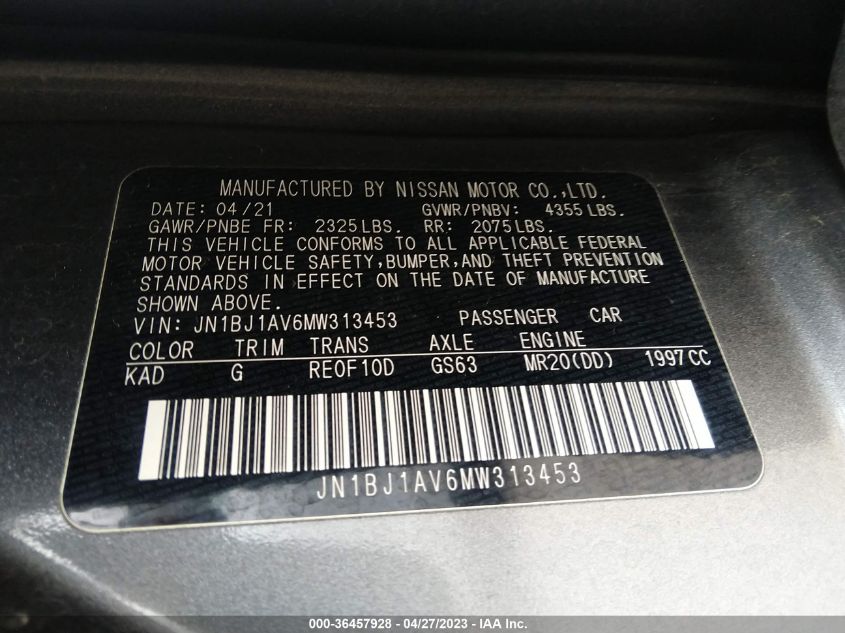 MANUFACTURED BY NISSAN MOTOR CO.,LTD.
DATE: 04/21 GVWR/PNBV: 4355 LBS.
GAWR/PNBE FR: 2325 LBS. RR: 2075 LBS.
THIS VEHICLE CONFORMS TO ALL APPLICABLE FEDERAL
MOTOR VEHICLE SAFETY,BUMPER,AND THEFT PREVENTION
STANDARDS IN EFFECT ON THE DATE OF MANUFACTURE
SHOWN ABOVE.
VIN: JN1BJ1AV6MW313453 PASSENGER CAR
COLOR TRIM TRANS AXLE ENGINE
KAD G RE0F10D GS63 MR20(DD) 1997 CC
JN1BJ1AV6MW313453
000-36457928 - 04/27/2023 - IAA Inc.